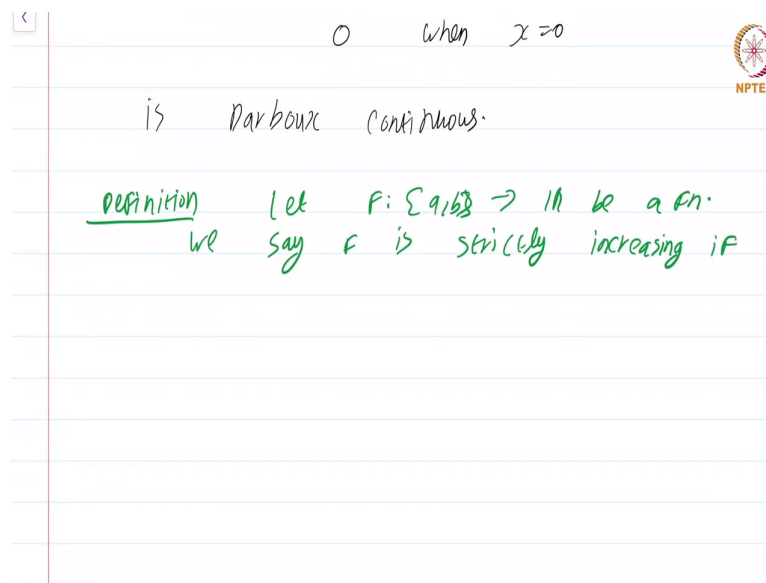 0 when x=0
NPTE
is Darboux continuous.
Definition Let F: [a,b] → ℝ be a fn.
We say F is strictly increasing if